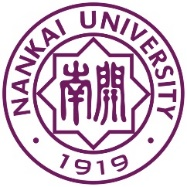 NANKAI UNIVERSITY
南開
· 1919 ·